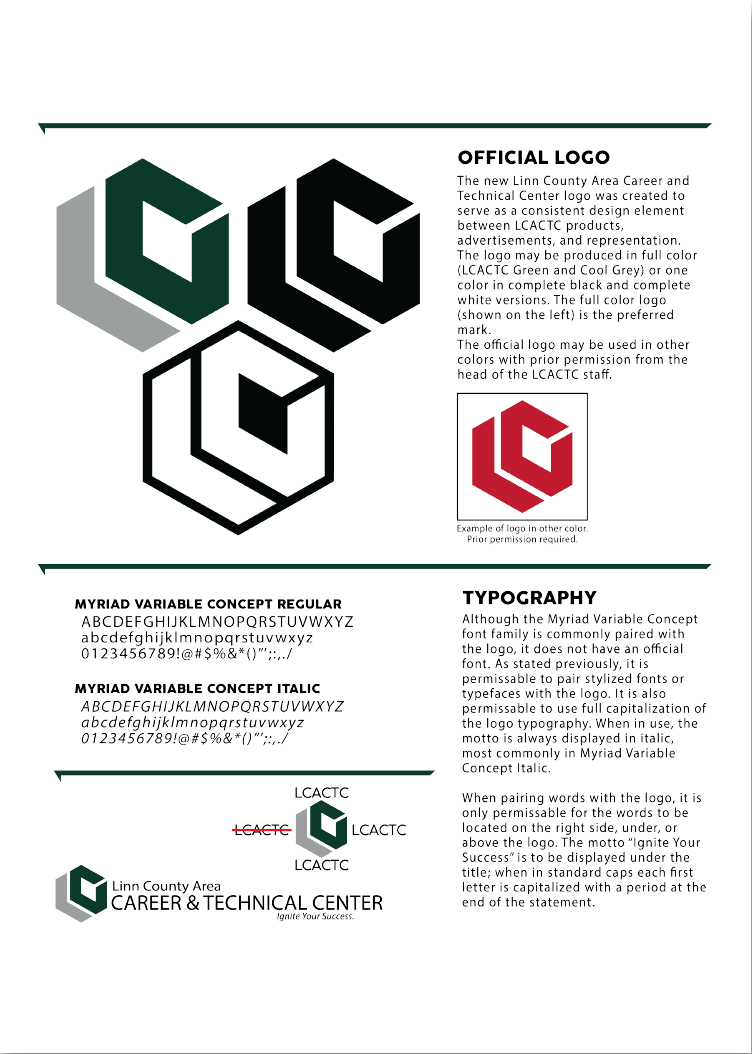 OFFICIAL LOGO
The new Linn County Area Career and
Technical Center logo was created to
serve as a consistent design element
between LCACTC products,
advertisements, and representation.
The logo may be produced in full color
(LCACTC Green and Cool Grey) or one
color in complete black and complete
white versions. The full color logo
(shown on the left) is the preferred
mark.
The official logo may be used in other
colors with prior permission from the
head of the LCACTC staff.
Example of logo in other color.
Prior permission required.
MYRIAD VARIABLE CONCEPT REGULAR
ABCDEFGHIJKLMNOPQRSTUVWXYZ
abcdefghijklmnopqrstuvwxyz
0123456789!@#$%&*()”’;:,./
MYRIAD VARIABLE CONCEPT ITALIC
ABCDEFGHIJKLMNOPQRSTUVWXYZ
abcdefghijklmnopqrstuvwxyz
0123456789!@#$%&*()”’;:,./
TYPOGRAPHY
Although the Myriad Variable Concept
font family is commonly paired with
the logo, it does not have an official
font. As stated previously, it is
permissable to pair stylized fonts or
typefaces with the logo. It is also
permissable to use full capitalization of
the logo typography. When in use, the
motto is always displayed in italic,
most commonly in Myriad Variable
Concept Italic.
When pairing words with the logo, it is
only permissable for the words to be
located on the right side, under, or
above the logo. The motto “Ignite Your
Success” is to be displayed under the
title; when in standard caps each first
letter is capitalized with a period at the
end of the statement.
LCACTC
LCACTC
LCACTC
LCACTC
Linn County Area
CAREER & TECHNICAL CENTER
Ignite Your Success.